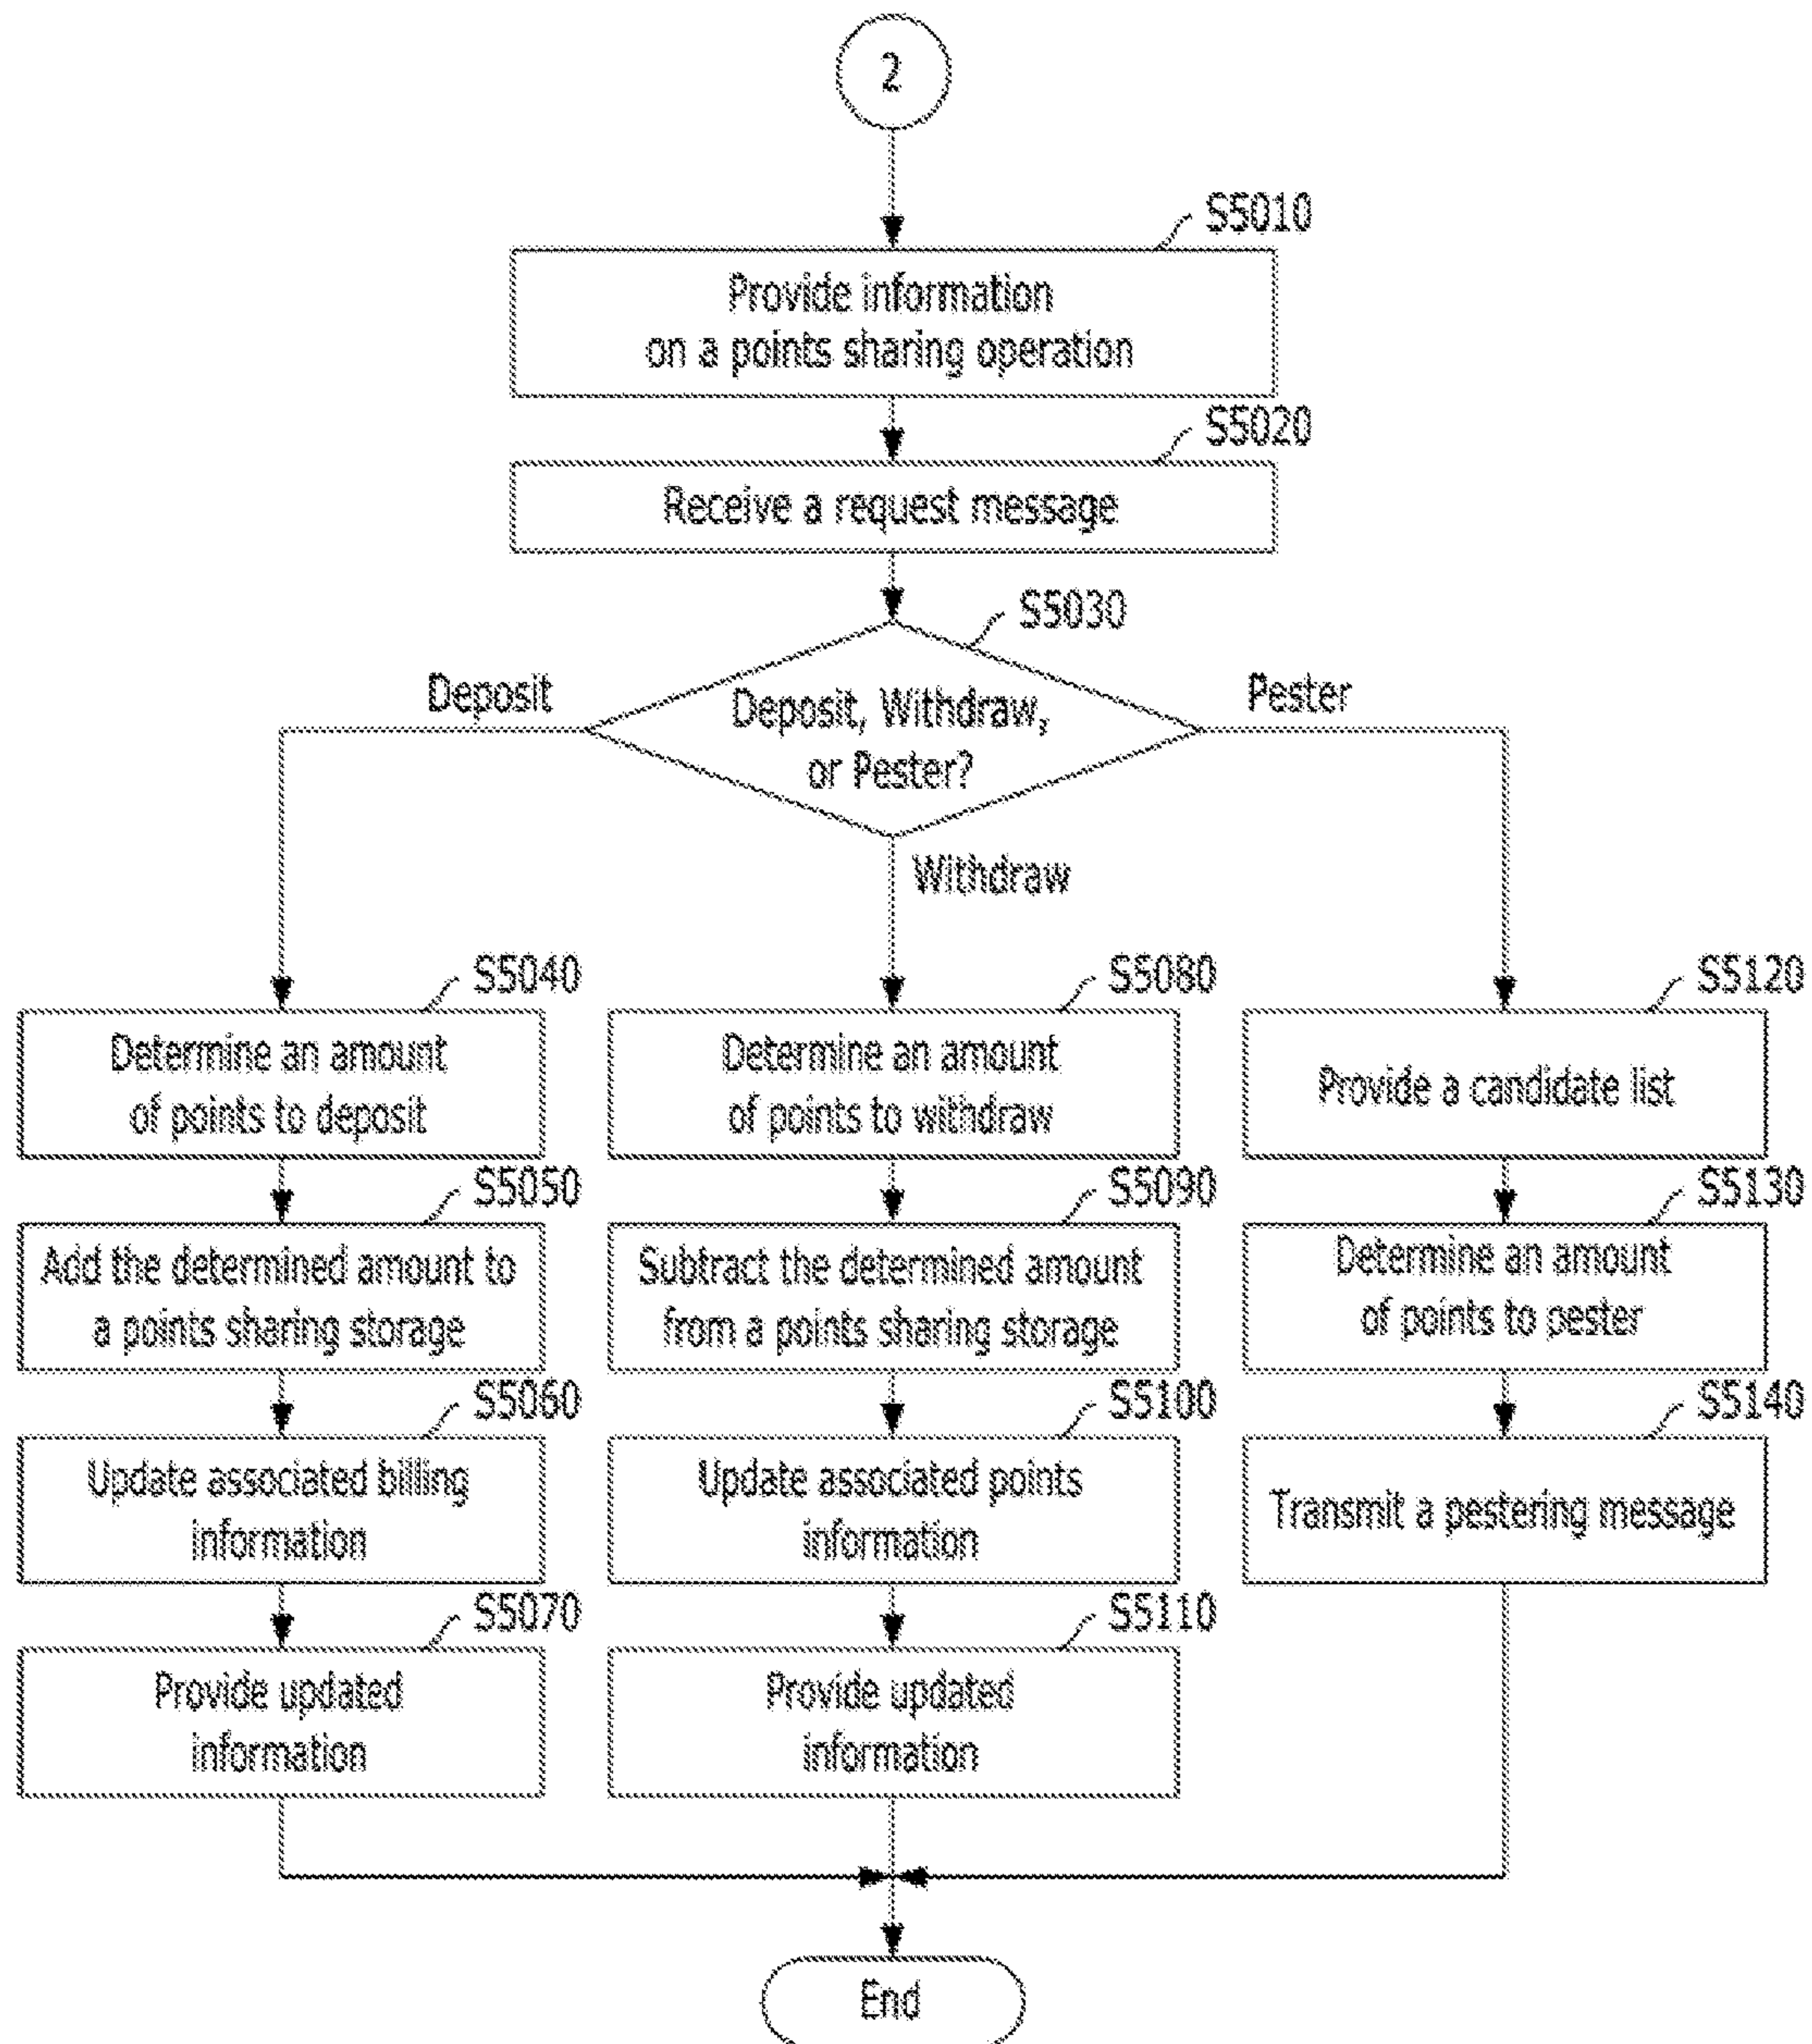 2
S5010
Provide information
on a points sharing operation
S5020
Receive a request message
S5030
Deposit
Deposit, Withdraw,
or Pester?
Pester
Withdraw
S5040
Determine an amount
of points to deposit
S5080
Determine an amount
of points to withdraw
S5120
Provide a candidate list
S5050
Add the determined amount to
a points sharing storage
S5090
Subtract the determined amount
from a points sharing storage
S5130
Determine an amount
of points to pester
S5060
Update associated billing
information
S5100
Update associated points
information
S5140
Transmit a pestering message
S5070
Provide updated
information
S5110
Provide updated
information
End